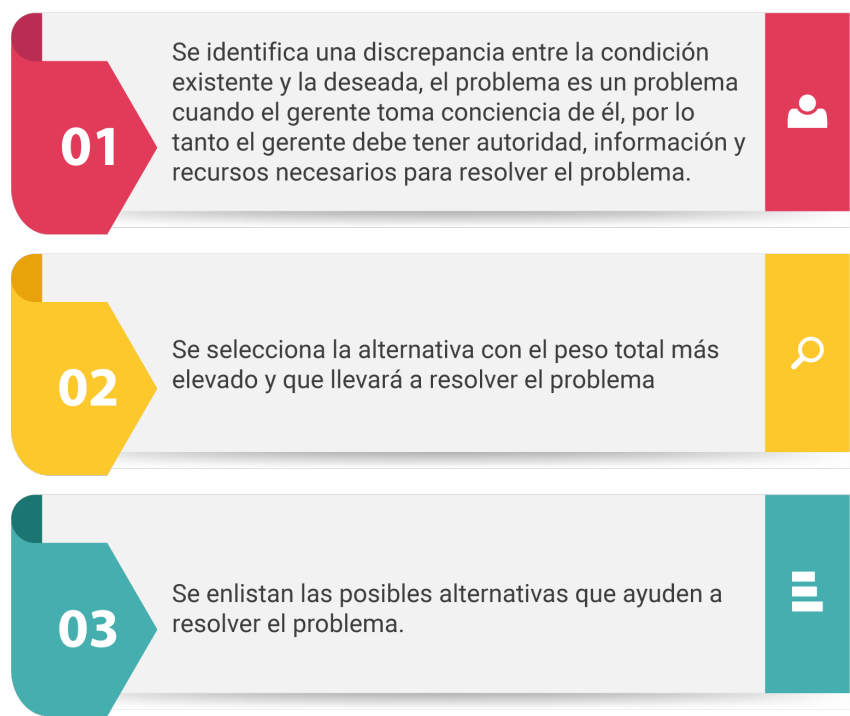 Se identifica una discrepancia entre la condición
existente y la deseada, el problema es un problema
cuando el gerente toma conciencia de él, por lo
tanto el gerente debe tener autoridad, información y
recursos necesarios para resolver el problema.
01
Se selecciona la alternativa con el peso total más
elevado y que llevará a resolver el problema
02
Se enlistan las posibles alternativas que ayuden a
resolver el problema.
03